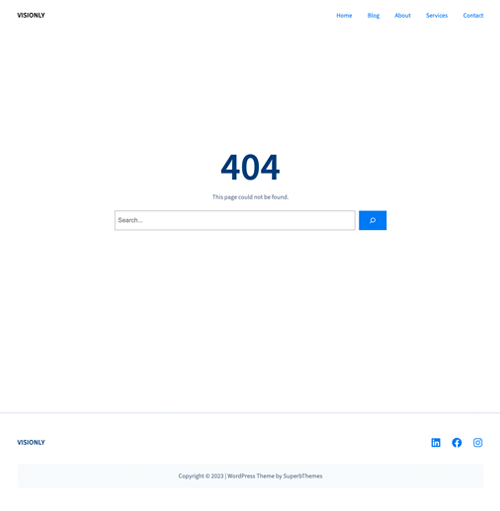 VISIONLY
Home Blog About Services Contact
404
This page could not be found.
Search...
VISIONLY
Copyright © 2023 | WordPress Theme by SuperbThemes